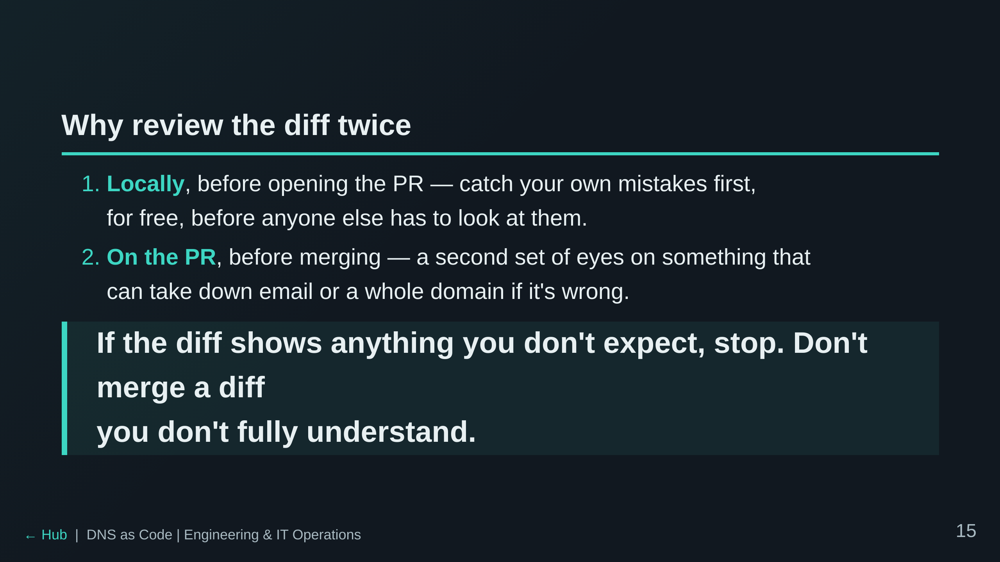 Why review the diff twice
1. Locally, before opening the PR — catch your own mistakes first,
for free, before anyone else has to look at them.
2. On the PR, before merging — a second set of eyes on something that
can take down email or a whole domain if it's wrong.
If the diff shows anything you don't expect, stop. Don't
merge a diff
you don't fully understand.
← Hub | DNS as Code | Engineering & IT Operations
15